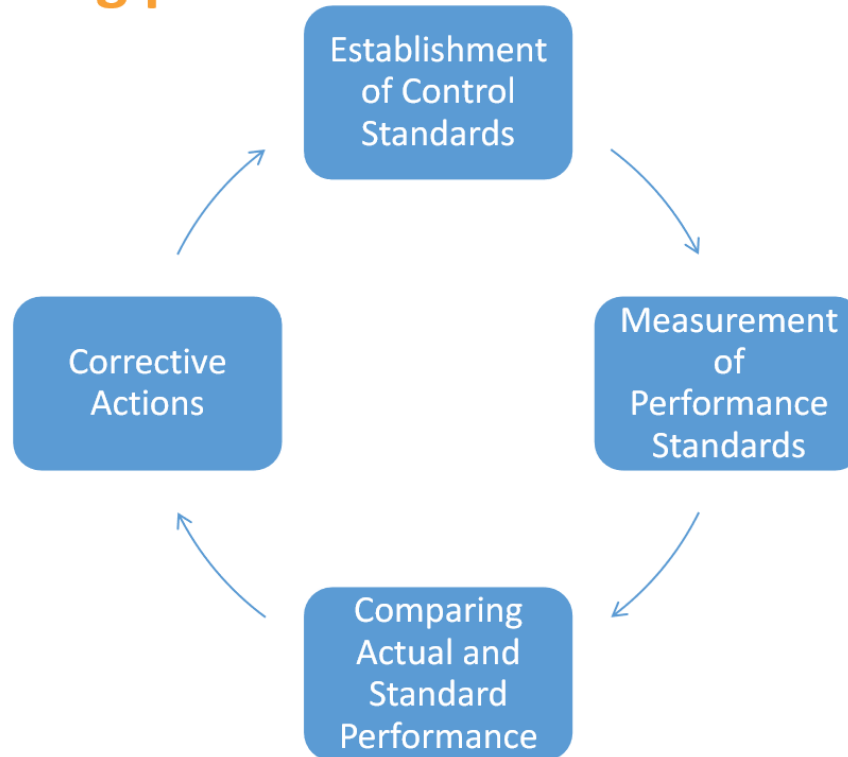 Establishment
of Control
Standards
Measurement
of
Performance
Standards
Comparing
Actual and
Standard
Performance
Corrective
Actions